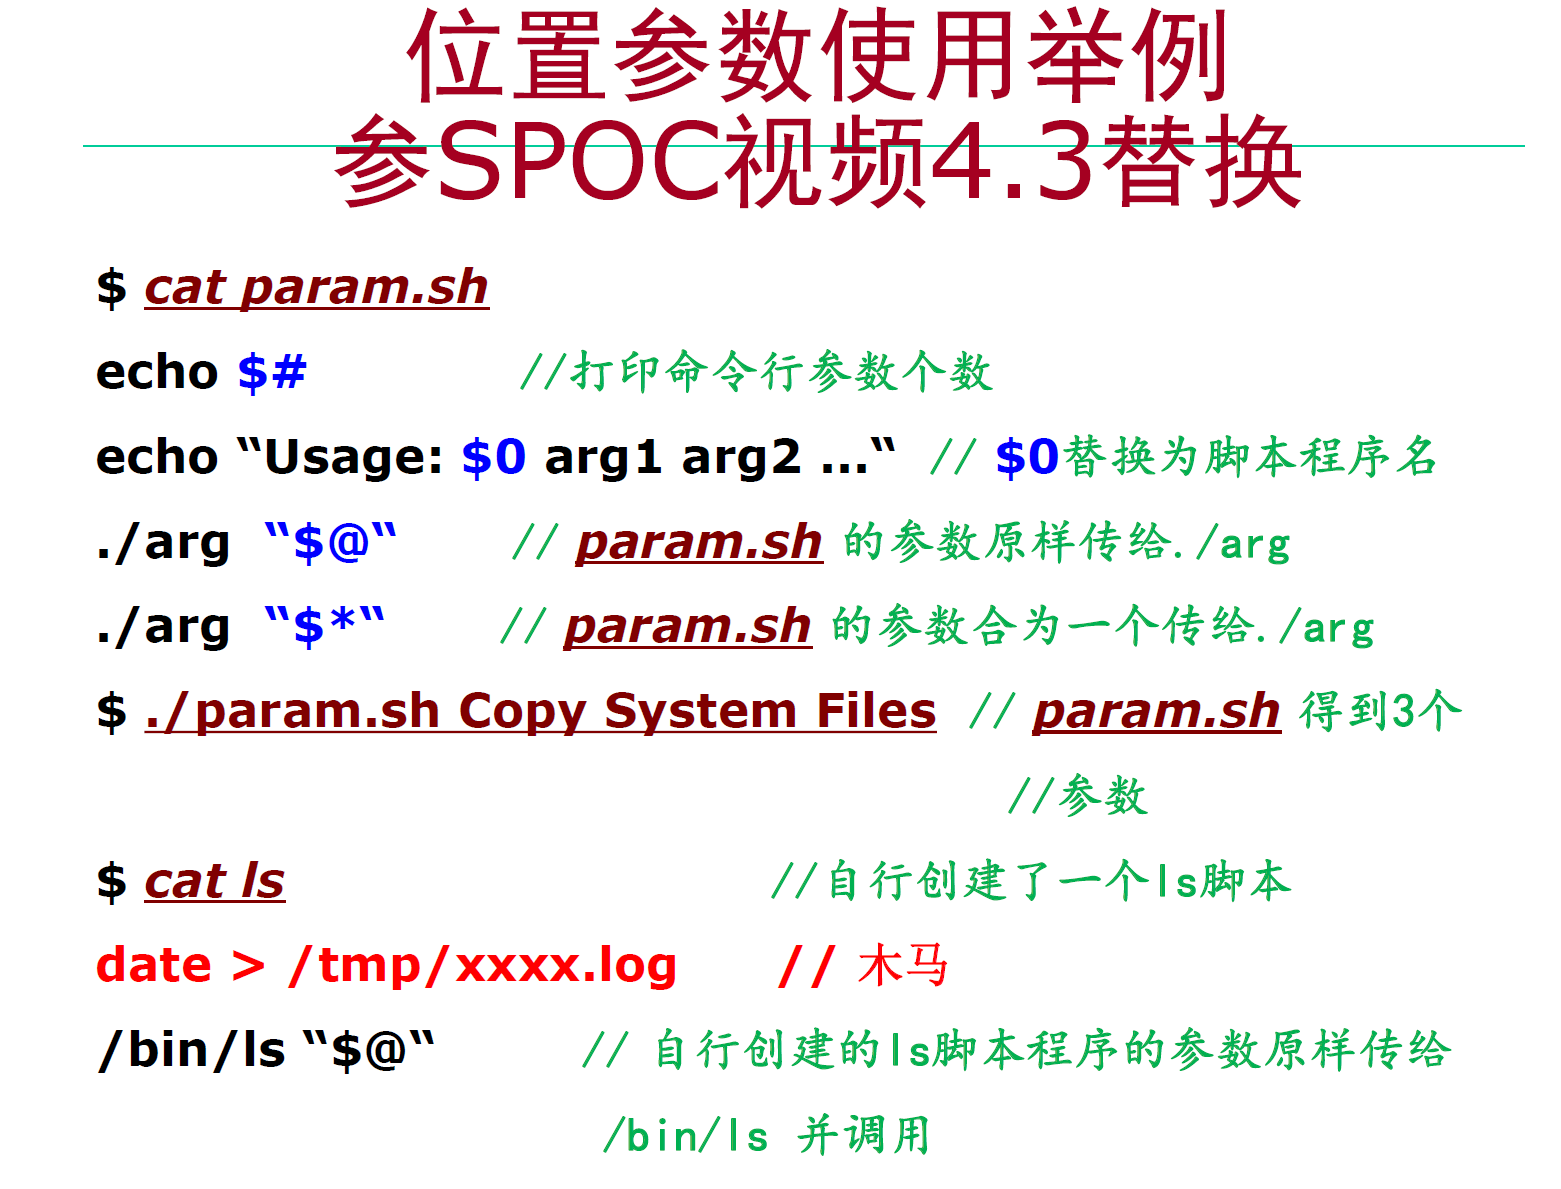 位置参数使用举例
参SPOC视频4.3替换
$ cat param.sh
echo $# //打印命令行参数个数
echo “Usage: $0 arg1 arg2 …“ // $0替换为脚本程序名
./arg “$@“ // param.sh 的参数原样传给./arg
./arg “$*“ // param.sh 的参数合为一个传给./arg
$ ./param.sh Copy System Files // param.sh 得到3个
//参数
$ cat ls //自行创建了一个ls脚本
date > /tmp/xxxx.log // 木马
/bin/ls “$@“ // 自行创建的ls脚本程序的参数原样传给
/bin/ls 并调用